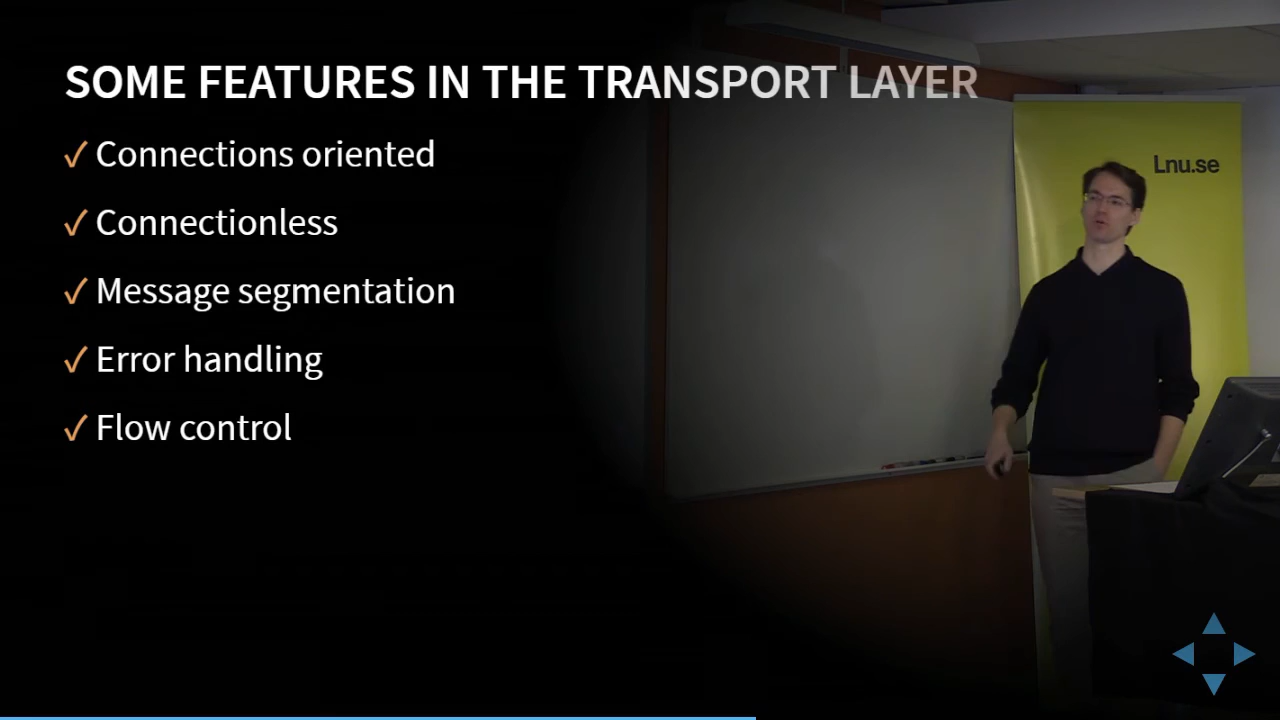 SOME FEATURES IN THE TRANSPORT LAYER
✓ Connections oriented
✓ Connectionless
✓ Message segmentation
✓ Error handling
✓ Flow control
Lnu.se